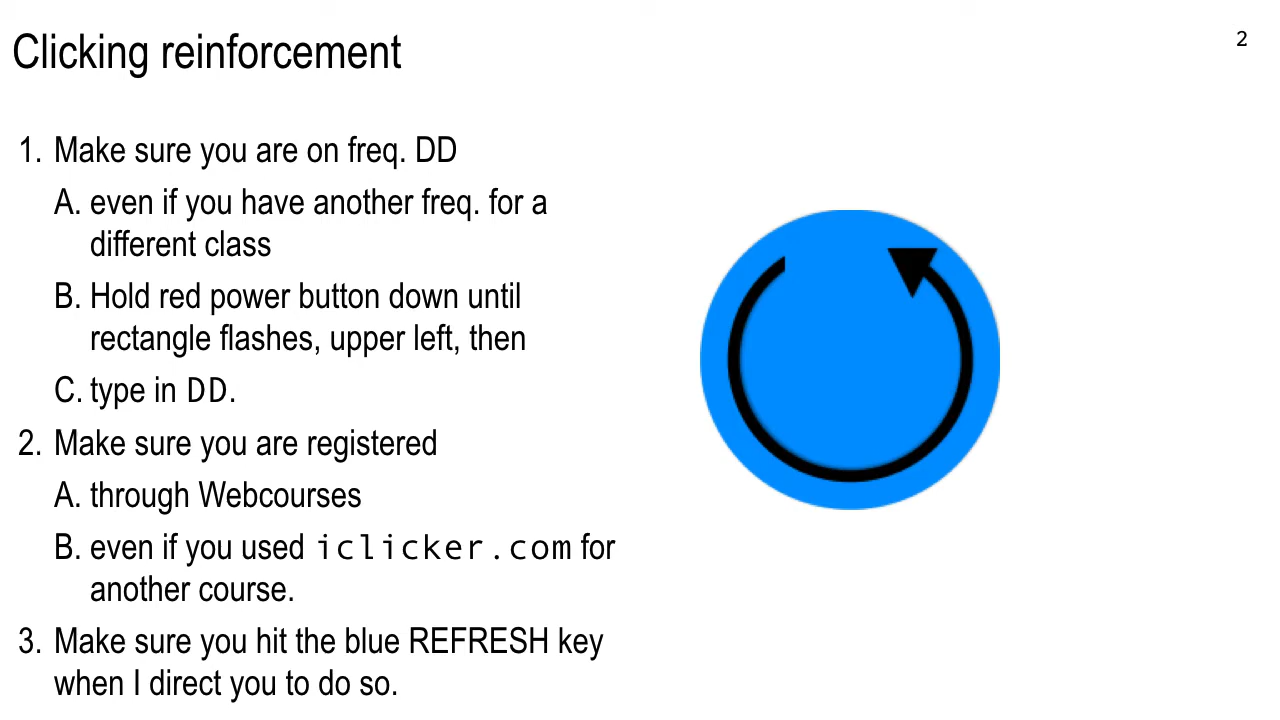 Clicking reinforcement
2
1. Make sure you are on freq. DD
A. even if you have another freq. for a
different class
B. Hold red power button down until
rectangle flashes, upper left, then
C. type in DD.
2. Make sure you are registered
A. through Webcourses
B. even if you used iclicker.com for
another course.
3. Make sure you hit the blue REFRESH key
when I direct you to do so.